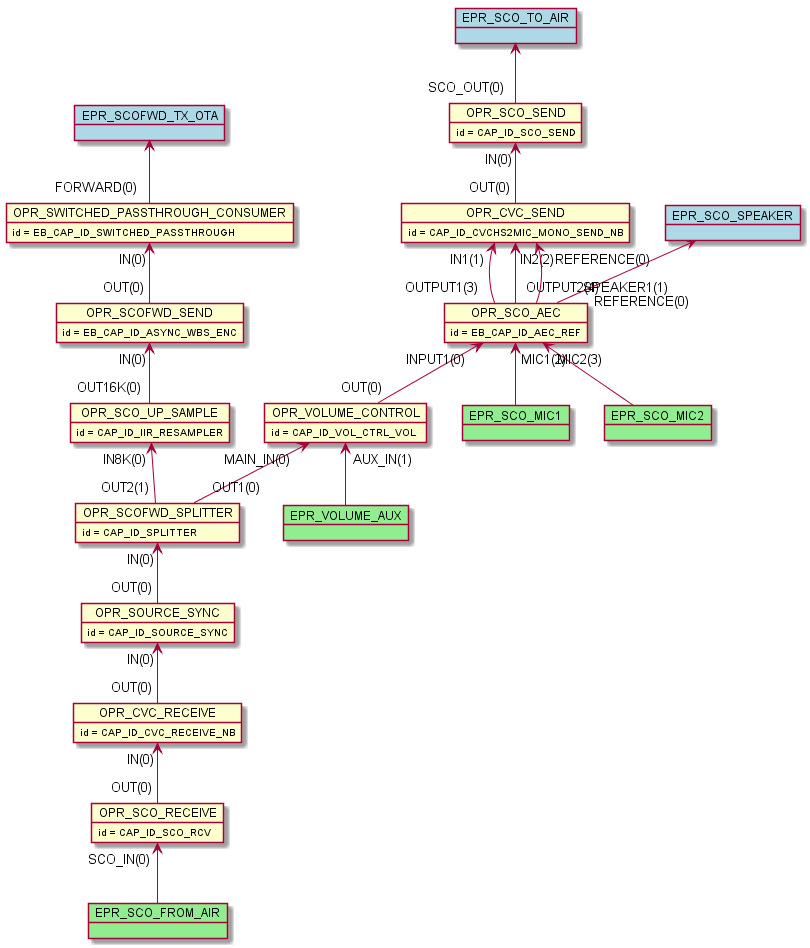 EPR_SCO_TO_AIR
SCO_OUT(0)
OPR_SCO_SEND
id = CAP_ID_SCO_SEND
EPR_SCOFWD_TX_OTA
IN(0)
FORWARD(0)
OUT(0)
OPR_SWITCHED_PASSTHROUGH_CONSUMER
id = EB_CAP_ID_SWITCHED_PASSTHROUGH
OPR_CVC_SEND
id = CAP_ID_CVCHS2MIC_MONO_SEND_NB
EPR_SCO_SPEAKER
IN(0)
IN1(1)
IN2(2)
REFERENCE(0)
OUT(0)
OUTPUT1(3)
OUTPUT2(4)
SPEAKER1(1)
REFERENCE(0)
OPR_SCOFWD_SEND
id = EB_CAP_ID_ASYNC_WBS_ENC
OPR_SCO_AEC
id = EB_CAP_ID_AEC_REF
IN(0)
INPUT1(0)
MIC1(2)
MIC2(3)
OUT16K(0)
OUT(0)
OPR_SCO_UP_SAMPLE
id = CAP_ID_IIR_RESAMPLER
OPR_VOLUME_CONTROL
id = CAP_ID_VOL_CTRL_VOL
EPR_SCO_MIC1
EPR_SCO_MIC2
IN8K(0)
MAIN_IN(0)
AUX_IN(1)
OUT2(1)
OUT1(0)
OPR_SCOFWD_SPLITTER
id = CAP_ID_SPLITTER
EPR_VOLUME_AUX
IN(0)
OUT(0)
OPR_SOURCE_SYNC
id = CAP_ID_SOURCE_SYNC
IN(0)
OUT(0)
OPR_CVC_RECEIVE
id = CAP_ID_CVC_RECEIVE_NB
IN(0)
OUT(0)
OPR_SCO_RECEIVE
id = CAP_ID_SCO_RCV
SCO_IN(0)
EPR_SCO_FROM_AIR